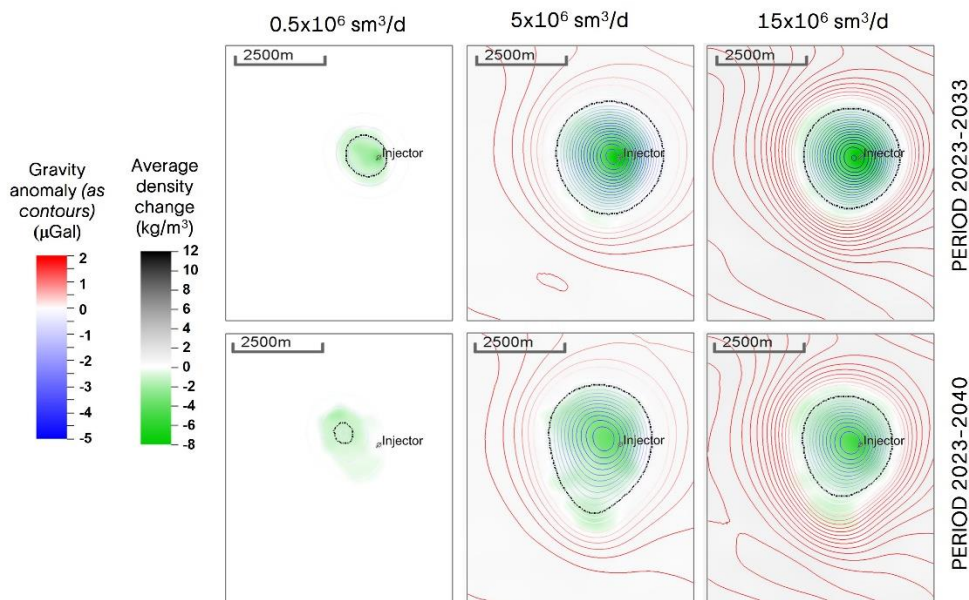 0.5x10⁶ sm³/d
5x10⁶ sm³/d
15x10⁶ sm³/d
2500m
2500m
2500m
Injector
Injector
Injector
PERIOD 2023-2033
Gravity
anomaly (as
contours)
(µGal)
2
1
0
-1
-2
-3
-4
-5
Average
density
change
(kg/m³)
12
10
8
6
4
2
0
-2
-4
-6
-8
2500m
2500m
2500m
Injector
Injector
Injector
PERIOD 2023-2040